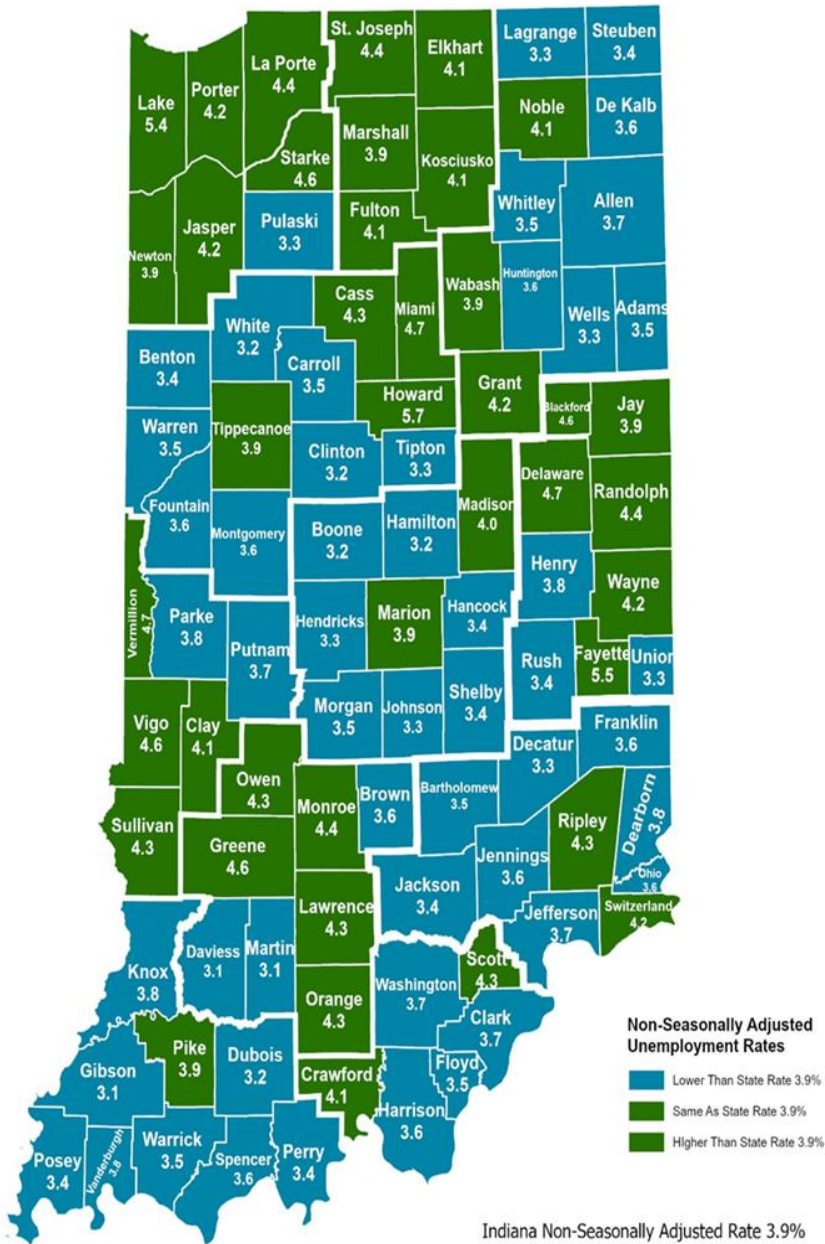 St. Joseph
4.4
Elkhart
4.1
Lagrange
3.3
Steuben
3.4
Lake
5.4
Porter
4.2
La Porte
4.4
Noble
4.1
De Kalb
3.6
Marshall
3.9
Starke
4.6
Kosciusko
4.1
Whitley
3.5
Allen
3.7
Newton
3.9
Jasper
4.2
Pulaski
3.3
Fulton
4.1
Wabash
3.9
Huntington
3.6
Wells
3.3
Adams
3.5
White
3.2
Cass
4.3
Miami
4.7
Benton
3.4
Carroll
3.5
Grant
4.2
Howard
5.7
Blackford
4.6
Jay
3.9
Warren
3.5
Tippecanoe
3.9
Clinton
3.2
Tipton
3.3
Madison
4.0
Delaware
4.7
Randolph
4.4
Fountain
3.6
Montgomery
3.6
Boone
3.2
Hamilton
3.2
Henry
3.8
Wayne
4.2
Vermillion
4.7
Parke
3.8
Putnam
3.7
Hendricks
3.3
Marion
3.9
Hancock
3.4
Rush
3.4
Fayette
5.5
Union
3.3
Vigo
4.6
Clay
4.1
Morgan
3.5
Johnson
3.3
Shelby
3.4
Franklin
3.6
Decatur
3.3
Owen
4.3
Monroe
4.4
Brown
3.6
Bartholomew
3.5
Dearborn
3.8
Sullivan
4.3
Greene
4.6
Jennings
3.6
Ripley
4.3
Ohio
3.6
Jackson
3.4
Lawrence
4.3
Jefferson
3.7
Switzerland
4.2
Knox
3.8
Daviess
3.1
Martin
3.1
Scott
4.3
Washington
3.7
Orange
4.3
Clark
3.7
Gibson
3.1
Pike
3.9
Dubois
3.2
Crawford
4.1
Floyd
3.5
Harrison
3.6
Posey
3.4
Vanderburgh
3.8
Warrick
3.5
Spencer
3.6
Perry
3.4
Non-Seasonally Adjusted
Unemployment Rates
Lower Than State Rate 3.9%
Same As State Rate 3.9%
HIgher Than State Rate 3.9%
Indiana Non-Seasonally Adjusted Rate 3.9%